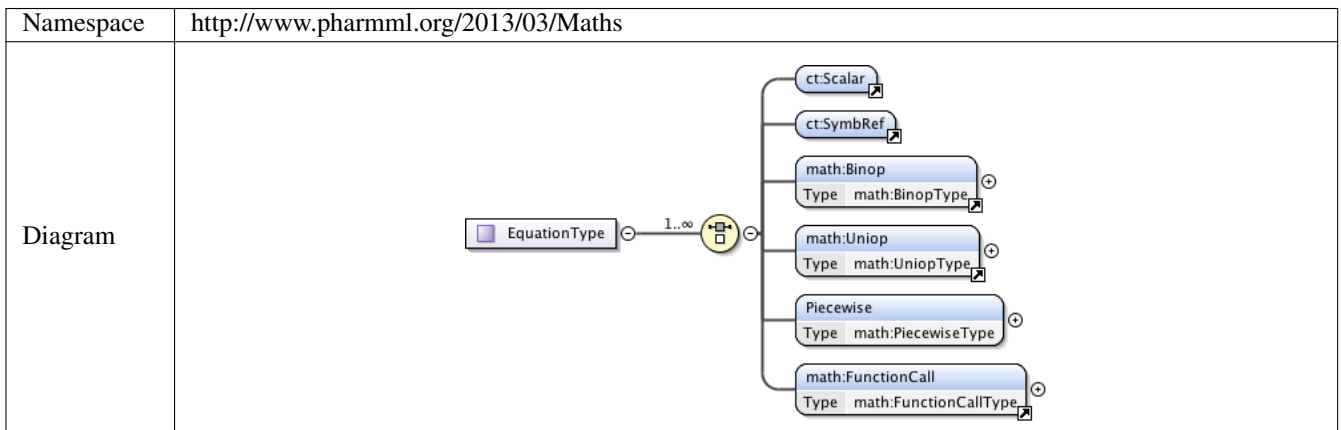 Namespace http://www.pharmml.org/2013/03/Maths
Diagram
EquationType
1..∞
ct:Scalar
ct:SymbRef
math:Binop
Type math:BinopType
math:Uniop
Type math:UniopType
Piecewise
Type math:PiecewiseType
math:FunctionCall
Type math:FunctionCallType